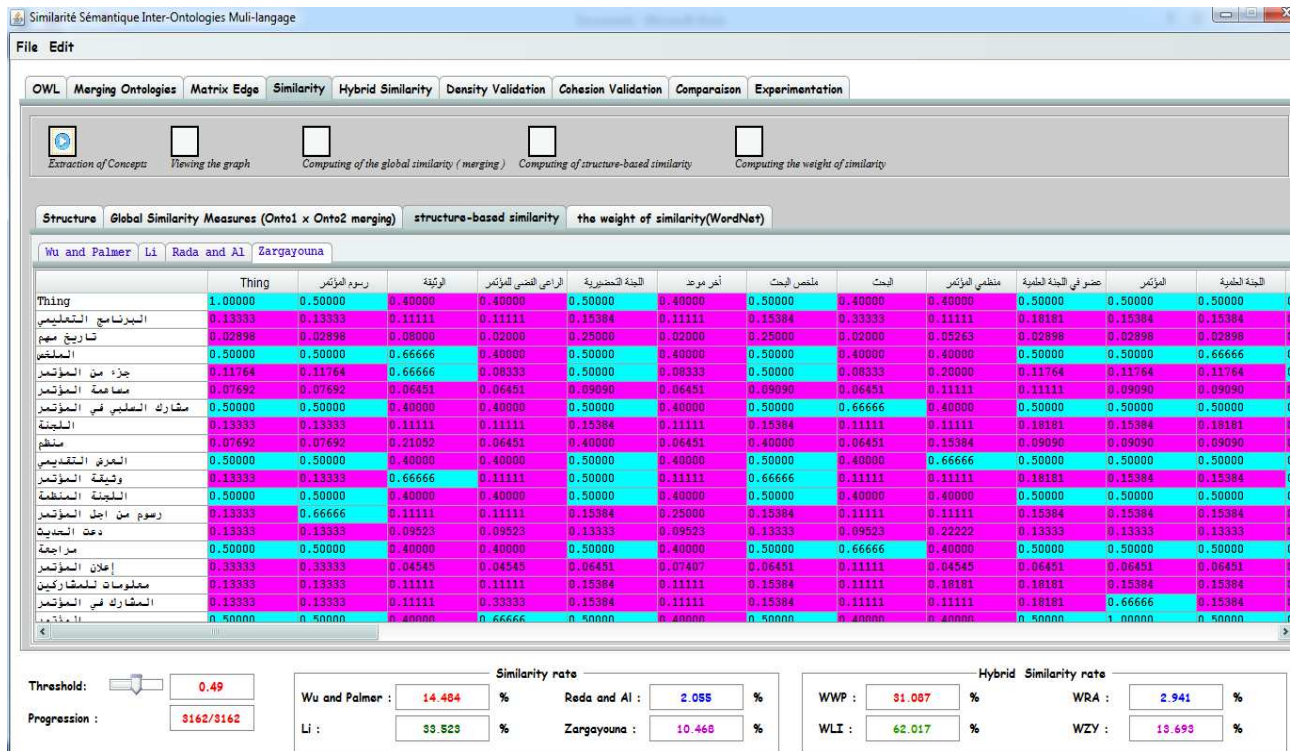 Similarité Sémantique Inter-Ontologies Muli-langage
File Edit
OWL Merging Ontologies Matrix Edge Similarity Hybrid Similarity Density Validation Cohesion Validation Comparaison Experimentation
Extraction of Concepts Viewing the graph Computing of the global similarity ( merging ) Computing of structure-based similarity Computing the weight of similarity
Structure Global Similarity Measures (Onto1 x Onto2 merging) structure-based similarity the weight of similarity(WordNet)
Wu and Palmer Li Rada and Al Zargayouna
Thing رسوم المؤتمر الوثيقة الراعي الفضي للمؤتمر اللجنة التحضيرية أخر موعد ملخص البحث البحث منظمي المؤتمر عضو في اللجنة العلمية المؤتمر اللجنة العلمية
Thing 1.00000 0.50000 0.40000 0.40000 0.50000 0.40000 0.50000 0.40000 0.40000 0.50000 0.50000 0.50000
البرنامج التعليمي 0.13333 0.13333 0.11111 0.11111 0.15384 0.11111 0.15384 0.33333 0.11111 0.18181 0.15384 0.15384
تاريخ مهم 0.02898 0.02898 0.08000 0.02000 0.25000 0.02000 0.25000 0.02000 0.05263 0.02898 0.02898 0.02898
الملخص 0.50000 0.50000 0.66666 0.40000 0.50000 0.40000 0.50000 0.40000 0.40000 0.50000 0.50000 0.66666
جزء من المؤتمر 0.11764 0.11764 0.66666 0.08333 0.50000 0.08333 0.50000 0.08333 0.20000 0.11764 0.11764 0.11764
مساهمة المؤتمر 0.07692 0.07692 0.06451 0.06451 0.09090 0.06451 0.09090 0.06451 0.11111 0.11111 0.09090 0.09090
مشارك السلبي في المؤتمر 0.50000 0.50000 0.40000 0.40000 0.50000 0.40000 0.50000 0.66666 0.40000 0.50000 0.50000 0.50000
اللجنة 0.13333 0.13333 0.11111 0.11111 0.15384 0.11111 0.15384 0.11111 0.11111 0.18181 0.15384 0.18181
منظم 0.07692 0.07692 0.21052 0.06451 0.40000 0.06451 0.40000 0.06451 0.15384 0.09090 0.09090 0.09090
العرض التقديمي 0.50000 0.50000 0.40000 0.40000 0.50000 0.40000 0.50000 0.40000 0.66666 0.50000 0.50000 0.50000
وثيقة المؤتمر 0.13333 0.13333 0.66666 0.11111 0.50000 0.11111 0.66666 0.11111 0.11111 0.18181 0.15384 0.15384
اللجنة المنظمة 0.50000 0.50000 0.40000 0.40000 0.50000 0.40000 0.50000 0.40000 0.40000 0.50000 0.50000 0.50000
رسوم من اجل المؤتمر 0.13333 0.66666 0.11111 0.11111 0.15384 0.25000 0.15384 0.11111 0.11111 0.15384 0.15384 0.15384
دعت الحديث 0.13333 0.13333 0.09523 0.09523 0.13333 0.09523 0.13333 0.09523 0.22222 0.13333 0.13333 0.13333
مراجعة 0.50000 0.50000 0.40000 0.40000 0.50000 0.40000 0.50000 0.66666 0.40000 0.50000 0.50000 0.50000
إعلان المؤتمر 0.33333 0.33333 0.04545 0.04545 0.06451 0.07407 0.06451 0.11111 0.04545 0.06451 0.06451 0.06451
معلومات للمشاركين 0.13333 0.13333 0.11111 0.11111 0.15384 0.11111 0.15384 0.11111 0.18181 0.18181 0.15384 0.15384
المشارك في المؤتمر 0.13333 0.13333 0.11111 0.33333 0.15384 0.11111 0.15384 0.11111 0.11111 0.18181 0.66666 0.15384
المؤتمر 0.50000 0.50000 0.40000 0.66666 0.50000 0.40000 0.50000 0.40000 0.40000 0.50000 1.00000 0.50000
Similarity rate Hybrid Similarity rate
Threshold: 0.49 Wu and Palmer : 14.484 % Reda and Al : 2.055 % WWP : 31.087 % WRA : 2.941 %
Progression : 3162/3162 Li : 33.523 % Zargayouna : 10.468 % WLI : 62.017 % WZY : 13.693 %